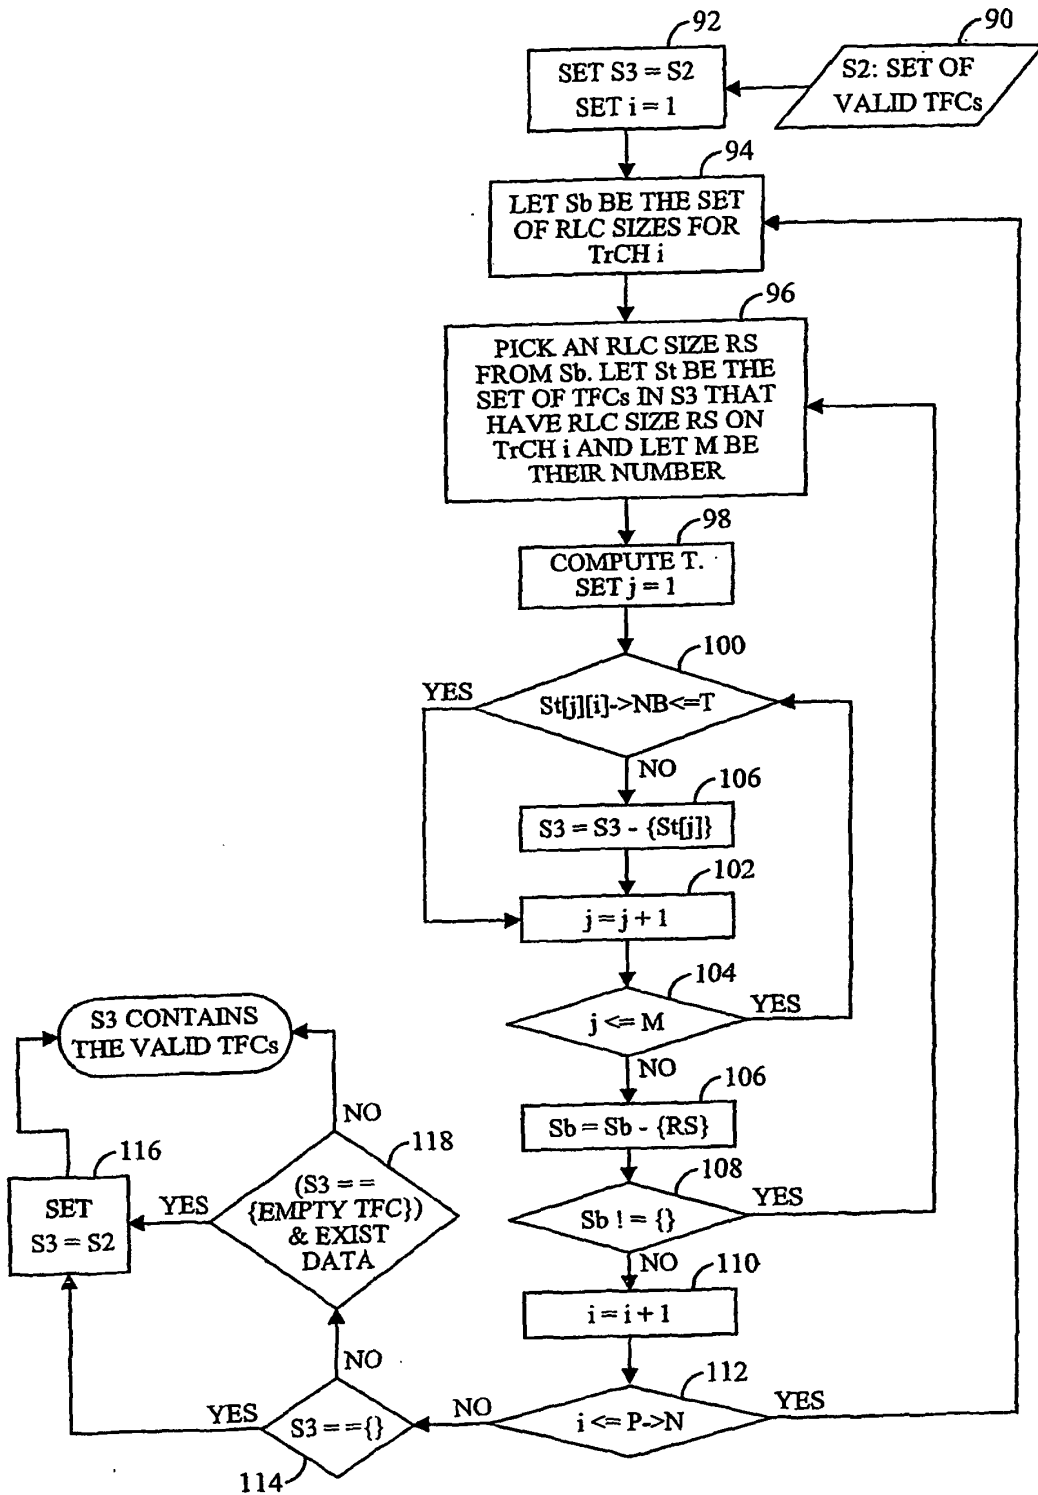 92
90
SET S3 = S2
SET i = 1
S2: SET OF
VALID TFCs
94
LET Sb BE THE SET
OF RLC SIZES FOR
TrCH i
96
PICK AN RLC SIZE RS
FROM Sb. LET St BE THE
SET OF TFCs IN S3 THAT
HAVE RLC SIZE RS ON
TrCH i AND LET M BE
THEIR NUMBER
98
COMPUTE T.
SET j = 1
100
YES
St[j][i]->NB<=T
NO
106
S3 = S3 - {St[j]}
102
j = j + 1
104
j <= M
YES
NO
S3 CONTAINS
THE VALID TFCs
106
Sb = Sb - {RS}
NO
116
118
108
SET
S3 = S2
YES
(S3 = =
{EMPTY TFC})
& EXIST
DATA
Sb ! = {}
YES
NO
110
i = i + 1
NO
112
YES
S3 = ={}
NO
i <= P->N
YES
114